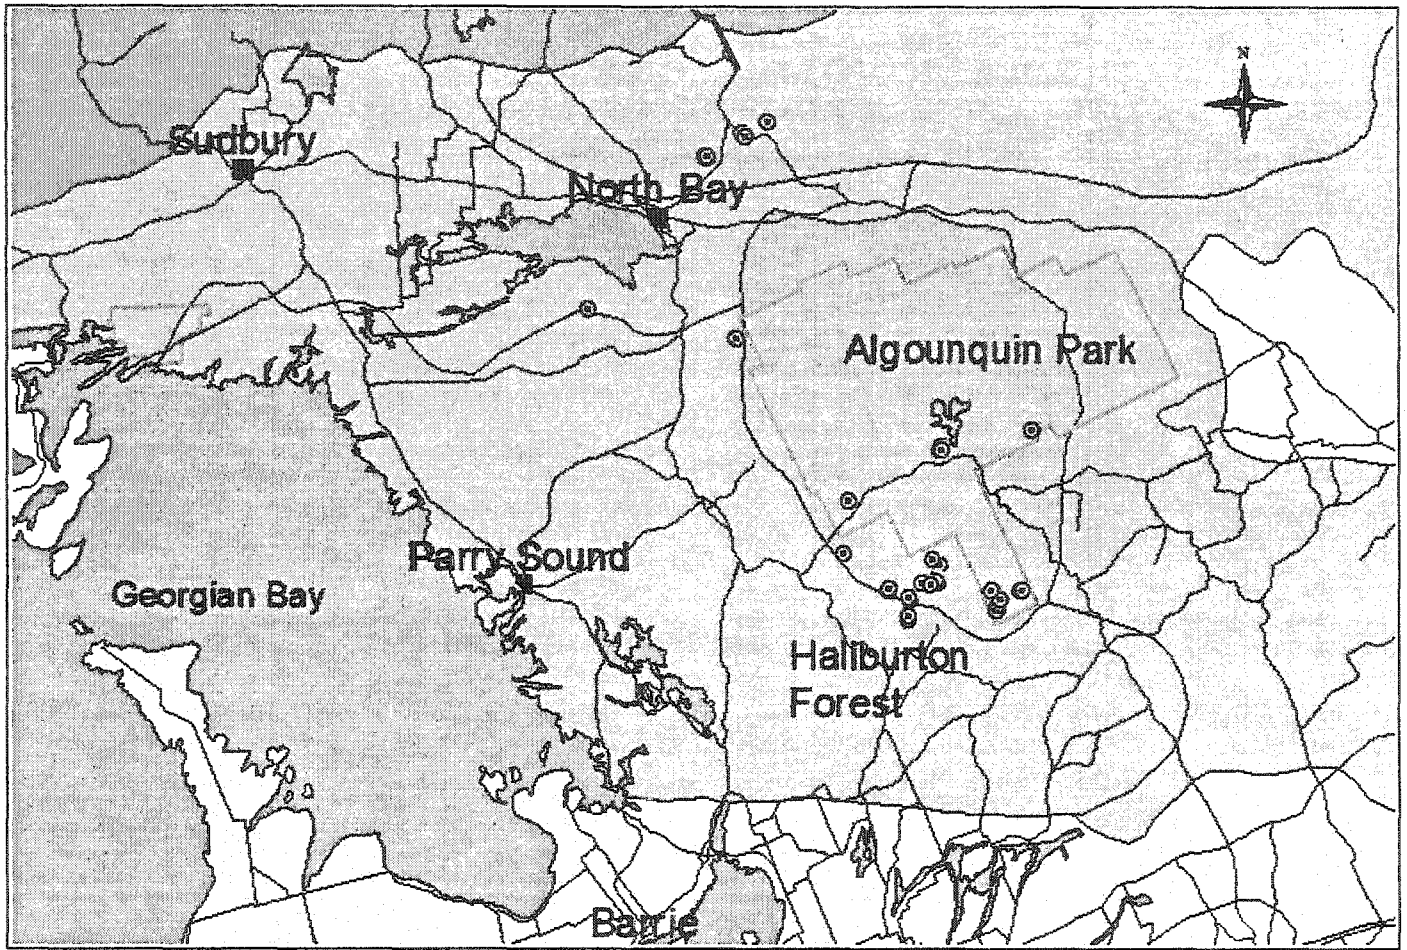 N
Sudbury
North Bay
Algounquin Park
Parry Sound
Georgian Bay
Haliburton
Forest
Barrie